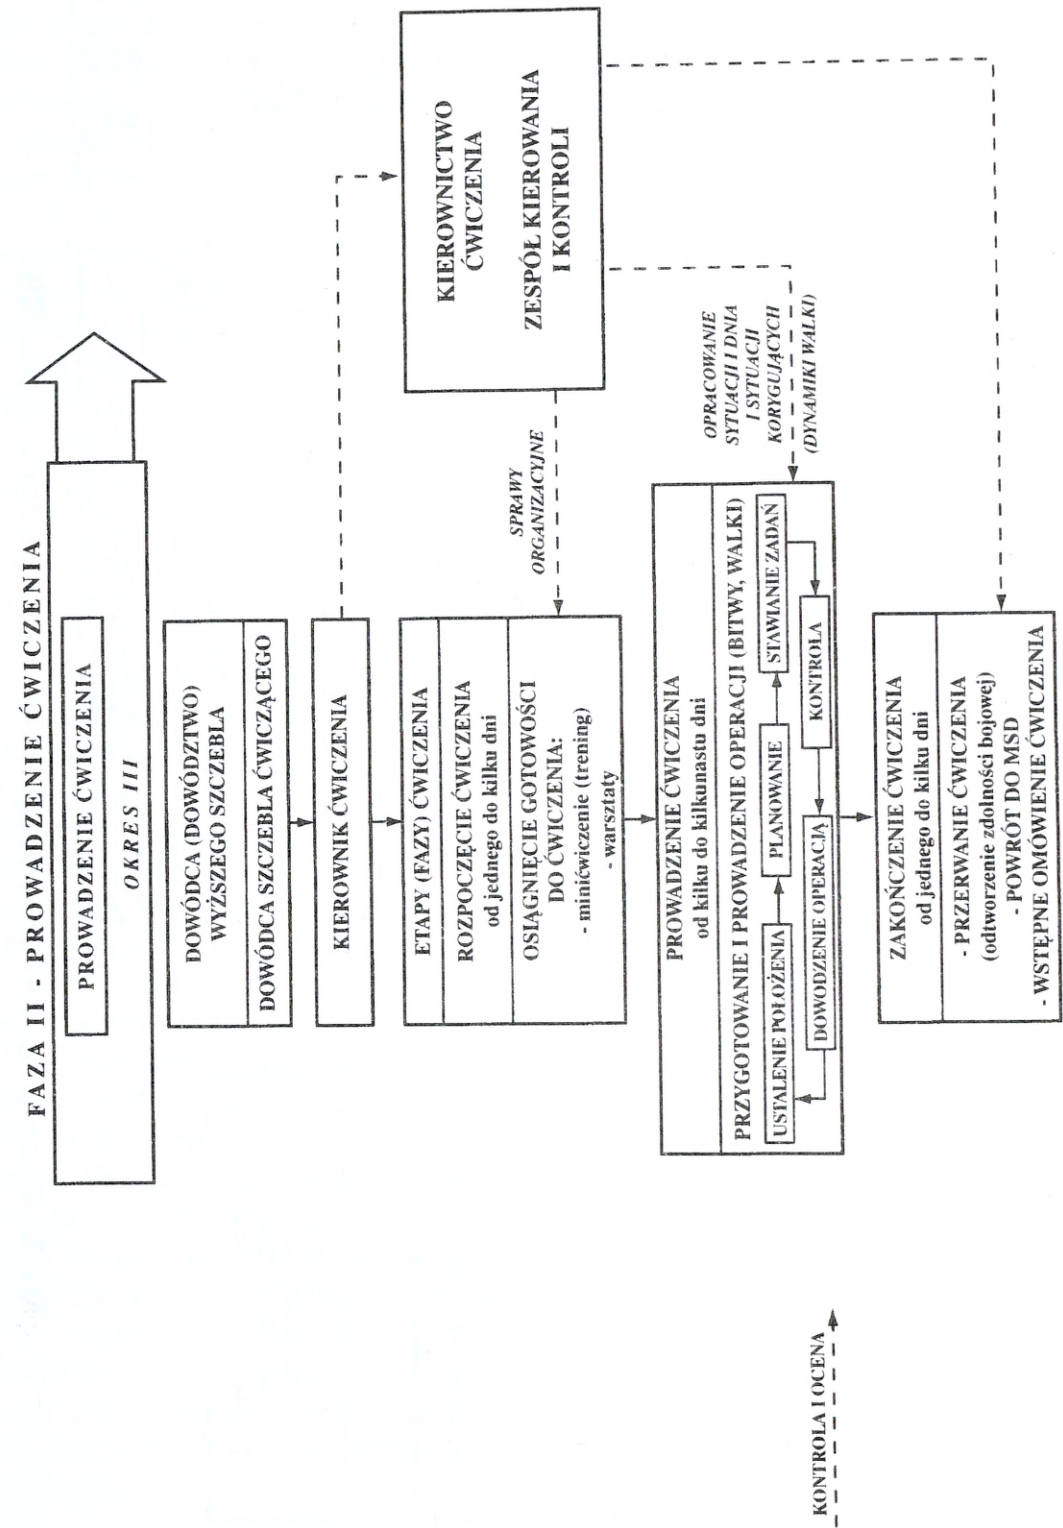 FAZA II - PROWADZENIE ĆWICZENIA
PROWADZENIE ĆWICZENIA
OKRES III
DOWÓDCA (DOWÓDZTWO)
WYŻSZEGO SZCZEBLA
DOWÓDCA SZCZEBLA ĆWICZĄCEGO
KIEROWNIK ĆWICZENIA
KIEROWNICTWO
ĆWICZENIA
ZESPÓŁ KIEROWANIA
I KONTROLI
ETAPY (FAZY) ĆWICZENIA
ROZPOCZĘCIE ĆWICZENIA
od jednego do kilku dni
OSIĄGNIĘCIE GOTOWOŚCI
DO ĆWICZENIA:
- minićwiczenie (trening)
- warsztaty
SPRAWY
ORGANIZACYJNE
PROWADZENIE ĆWICZENIA
od kilku do kilkunastu dni
PRZYGOTOWANIE I PROWADZENIE OPERACJI (BITWY, WALKI)
USTALENIE POŁOŻENIA
PLANOWANIE
STAWIANIE ZADAŃ
DOWODZENIE OPERACJĄ
KONTROLA
OPRACOWANIE
SYTUACJI I DNIA
I SYTUACJI
KORYGUJĄCYCH
(DYNAMIKI WALKI)
KONTROLA I OCENA
ZAKOŃCZENIE ĆWICZENIA
od jednego do kilku dni
- PRZERWANIE ĆWICZENIA
(odtworzenie zdolności bojowej)
- POWRÓT DO MSD
- WSTĘPNE OMÓWIENIE ĆWICZENIA